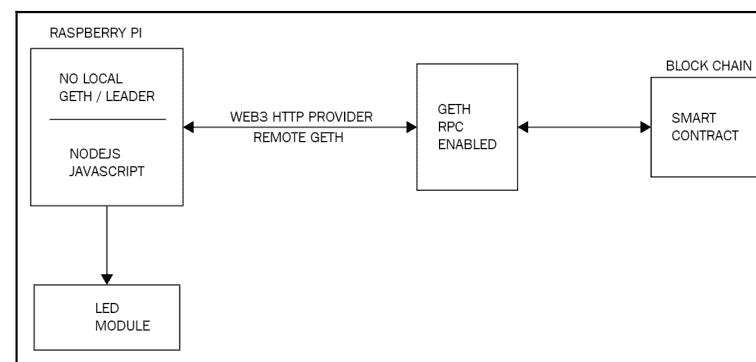 RASPBERRY PI
NO LOCAL
GETH / LEADER
NODEJS
JAVASCRIPT
WEB3 HTTP PROVIDER
REMOTE GETH
GETH
RPC
ENABLED
BLOCK CHAIN
SMART
CONTRACT
LED
MODULE